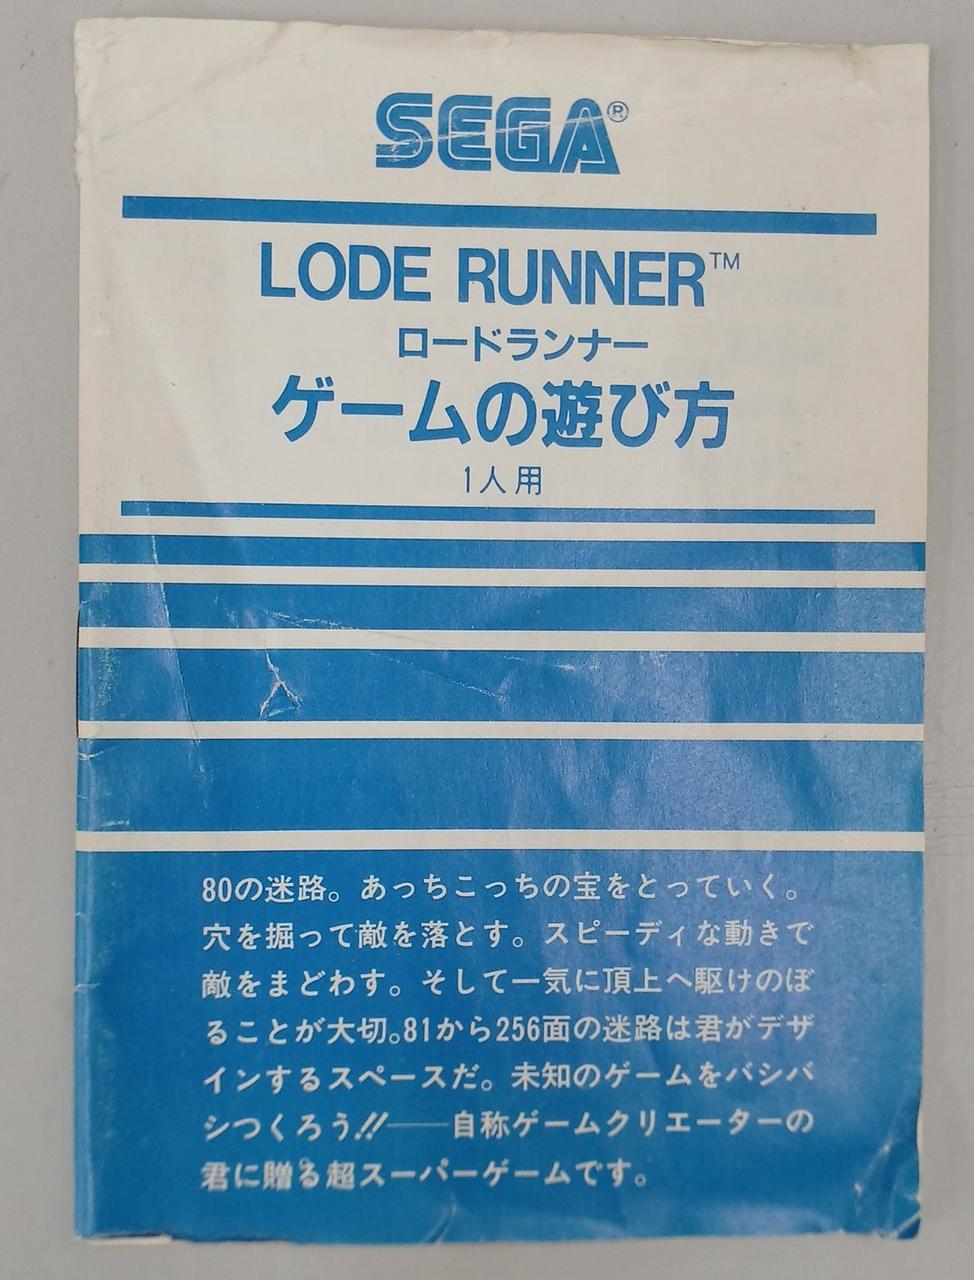 SEGA®
LODE RUNNER™
ロードランナー
ゲームの遊び方
1人用
80の迷路。あっちこっちの宝をとっていく。
穴を掘って敵を落とす。スピーディな動きで
敵をまどわす。そして一気に頂上へ駆けのぼ
ることが大切。81から256面の迷路は君がデザ
インするスペースだ。未知のゲームをバシバ
シつくろう!!――自称ゲームクリエーターの
君に贈る超スーパーゲームです。